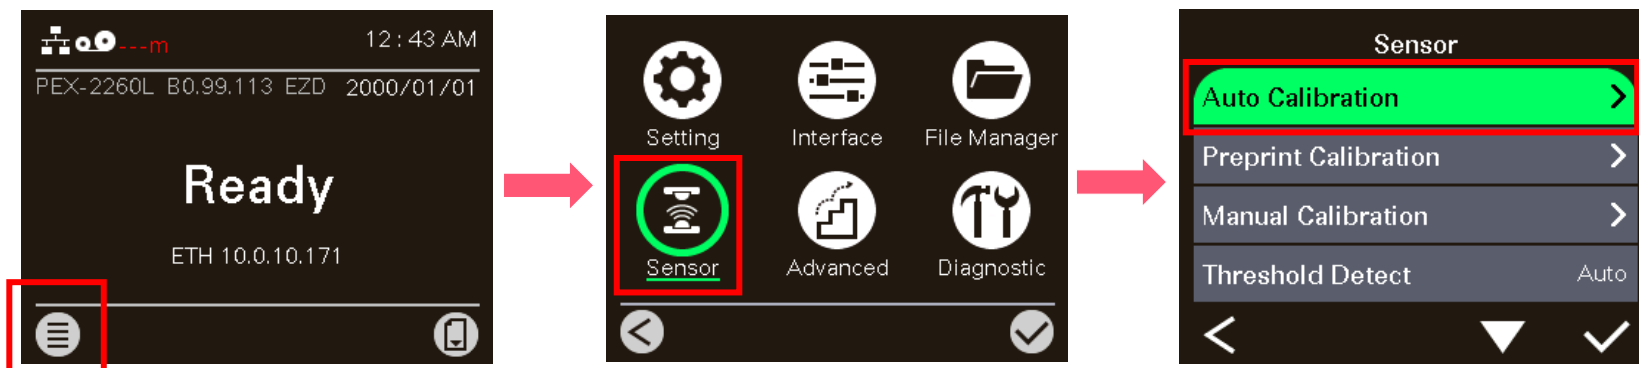 ---m 12 : 43 AM
PEX-2260L B0.99.113 EZD 2000/01/01
Ready
ETH 10.0.10.171
Setting Interface File Manager
Sensor Advanced Diagnostic
Sensor
Auto Calibration
Preprint Calibration
Manual Calibration
Threshold Detect Auto